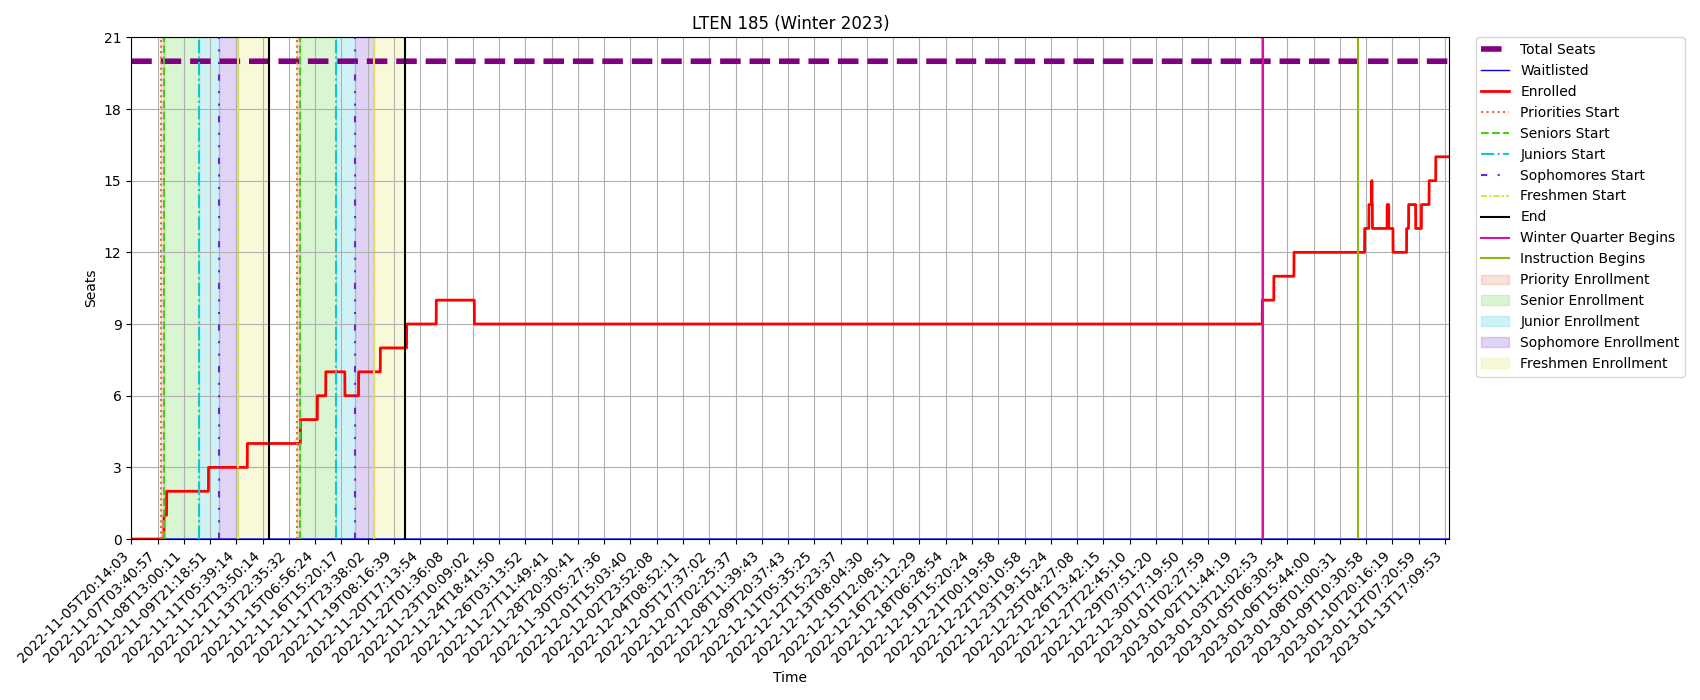 LTEN 185 (Winter 2023)
21
18
15
12
9
6
3
0
Seats
2022-11-05T20:14:03
2022-11-07T03:40:57
2022-11-08T13:00:11
2022-11-09T21:18:51
2022-11-11T05:39:14
2022-11-12T13:50:14
2022-11-13T22:35:32
2022-11-15T06:56:24
2022-11-16T15:20:17
2022-11-17T23:38:02
2022-11-19T08:16:39
2022-11-20T17:13:54
2022-11-22T01:36:08
2022-11-23T10:09:02
2022-11-24T18:41:50
2022-11-26T03:13:52
2022-11-27T11:49:41
2022-11-28T20:30:41
2022-11-30T05:27:36
2022-12-01T15:03:40
2022-12-02T23:52:08
2022-12-04T08:52:11
2022-12-05T17:37:02
2022-12-07T02:25:37
2022-12-08T11:39:43
2022-12-09T20:37:43
2022-12-11T05:35:25
2022-12-12T15:23:37
2022-12-13T08:04:30
2022-12-15T12:08:51
2022-12-16T21:12:29
2022-12-18T06:28:54
2022-12-19T15:20:24
2022-12-21T00:19:58
2022-12-22T10:10:58
2022-12-23T19:15:24
2022-12-25T04:27:08
2022-12-26T13:42:15
2022-12-27T22:45:10
2022-12-29T07:51:20
2022-12-30T17:19:50
2023-01-01T02:27:59
2023-01-02T11:44:19
2023-01-03T21:02:53
2023-01-05T06:30:54
2023-01-06T15:44:00
2023-01-08T01:00:31
2023-01-09T10:30:58
2023-01-10T20:16:19
2023-01-12T07:20:59
2023-01-13T17:09:53
Time
Total Seats
Waitlisted
Enrolled
Priorities Start
Seniors Start
Juniors Start
Sophomores Start
Freshmen Start
End
Winter Quarter Begins
Instruction Begins
Priority Enrollment
Senior Enrollment
Junior Enrollment
Sophomore Enrollment
Freshmen Enrollment